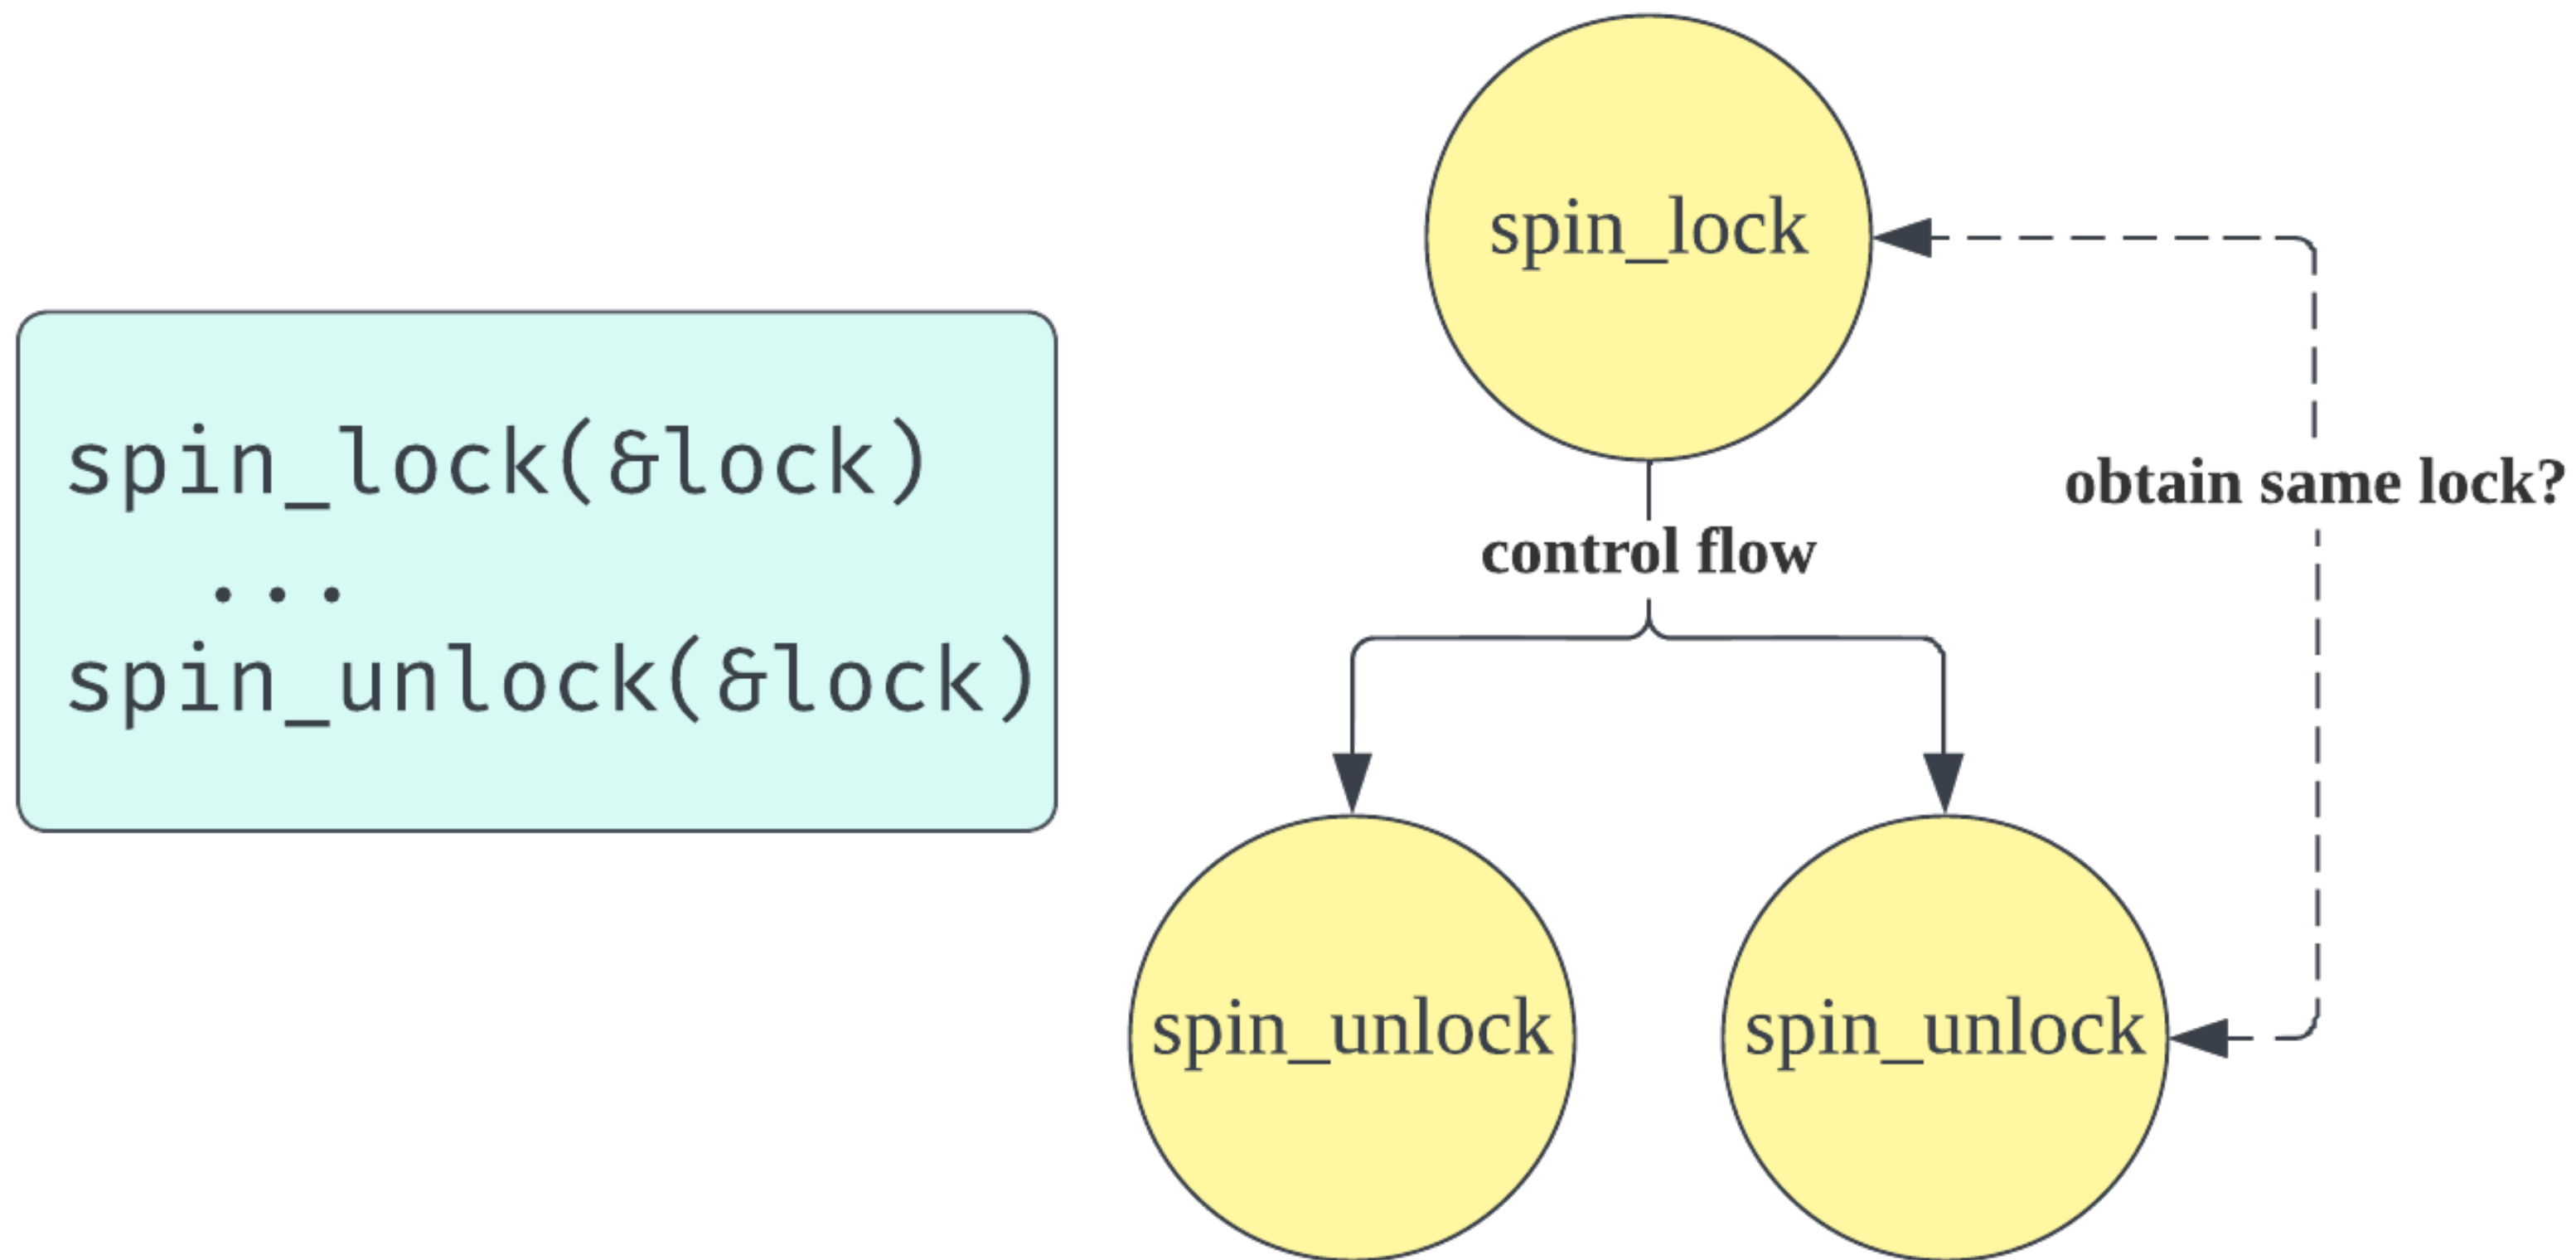 spin_lock(&lock)
...
spin_unlock(&lock)
spin_lock
obtain same lock?
control flow
spin_unlock
spin_unlock